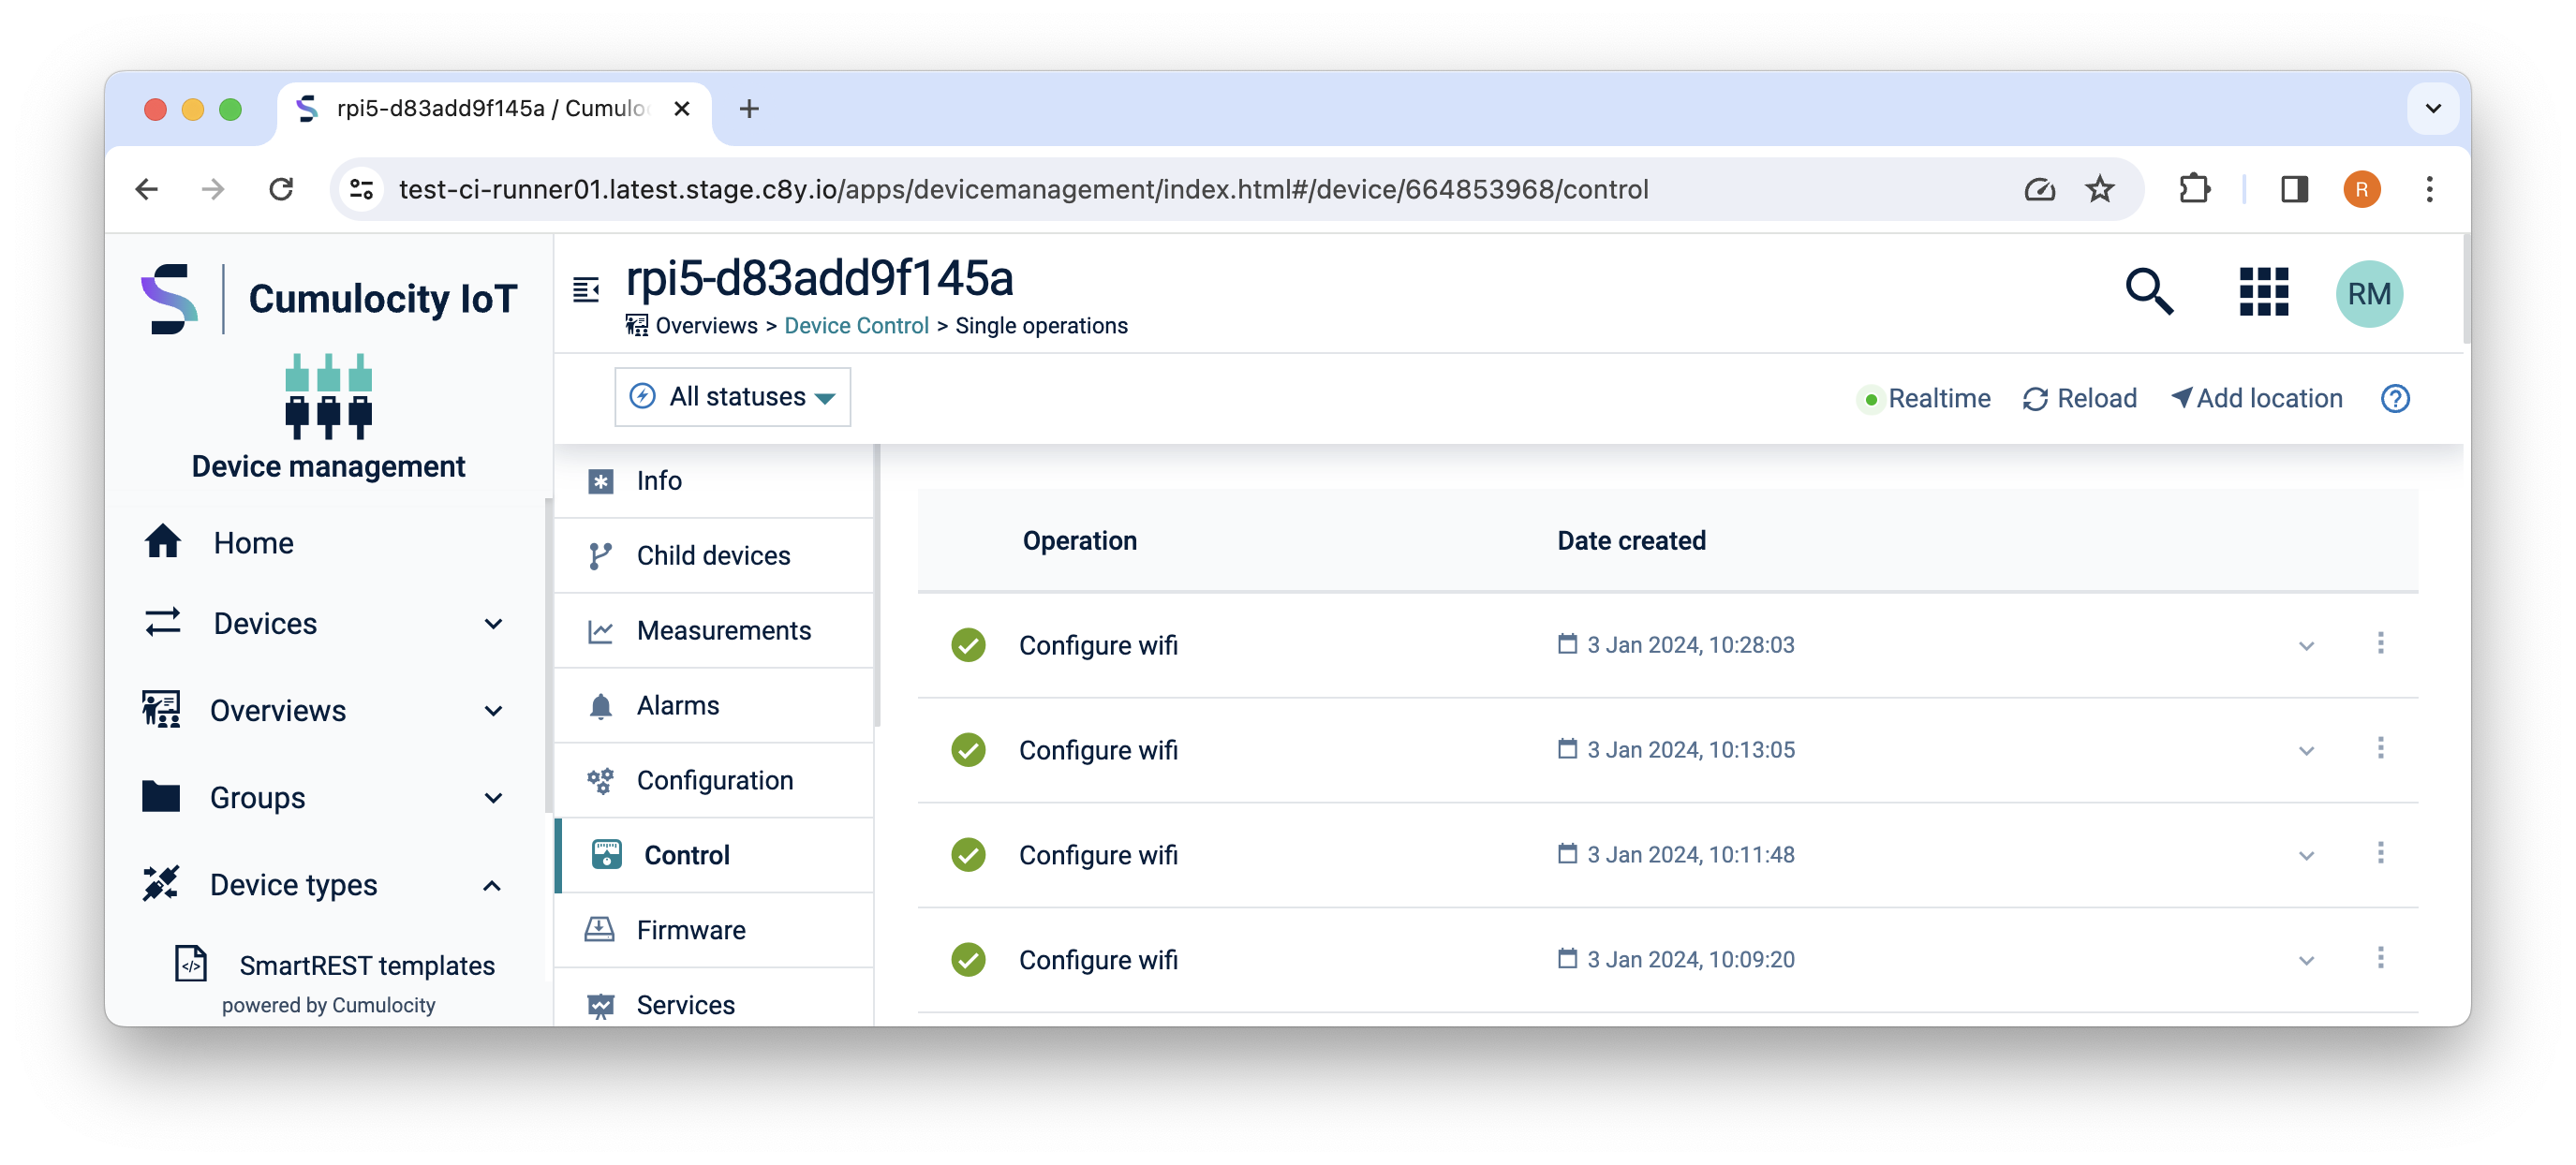 rpi5-d83add9f145a / Cumulo
test-ci-runner01.latest.stage.c8y.io/apps/devicemanagement/index.html#/device/664853968/control
R
Cumulocity IoT
Device management
Home
Devices
Overviews
Groups
Device types
SmartREST templates
powered by Cumulocity
rpi5-d83add9f145a
Overviews > Device Control > Single operations
RM
All statuses
Realtime
Reload
Add location
Info
Child devices
Measurements
Alarms
Configuration
Control
Firmware
Services
Operation Date created
Configure wifi 3 Jan 2024, 10:28:03
Configure wifi 3 Jan 2024, 10:13:05
Configure wifi 3 Jan 2024, 10:11:48
Configure wifi 3 Jan 2024, 10:09:20